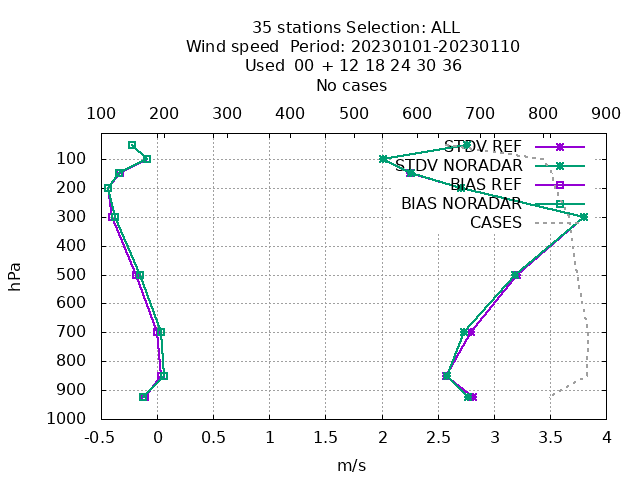 35 stations Selection: ALL
Wind speed  Period: 20230101-20230110
Used  00 + 12 18 24 30 36
No cases
100 200 300 400 500 600 700 800 900
STDV REF
STDV NORADAR
BIAS REF
BIAS NORADAR
CASES
hPa
100
200
300
400
500
600
700
800
900
1000
-0.5 0 0.5 1 1.5 2 2.5 3 3.5 4
m/s